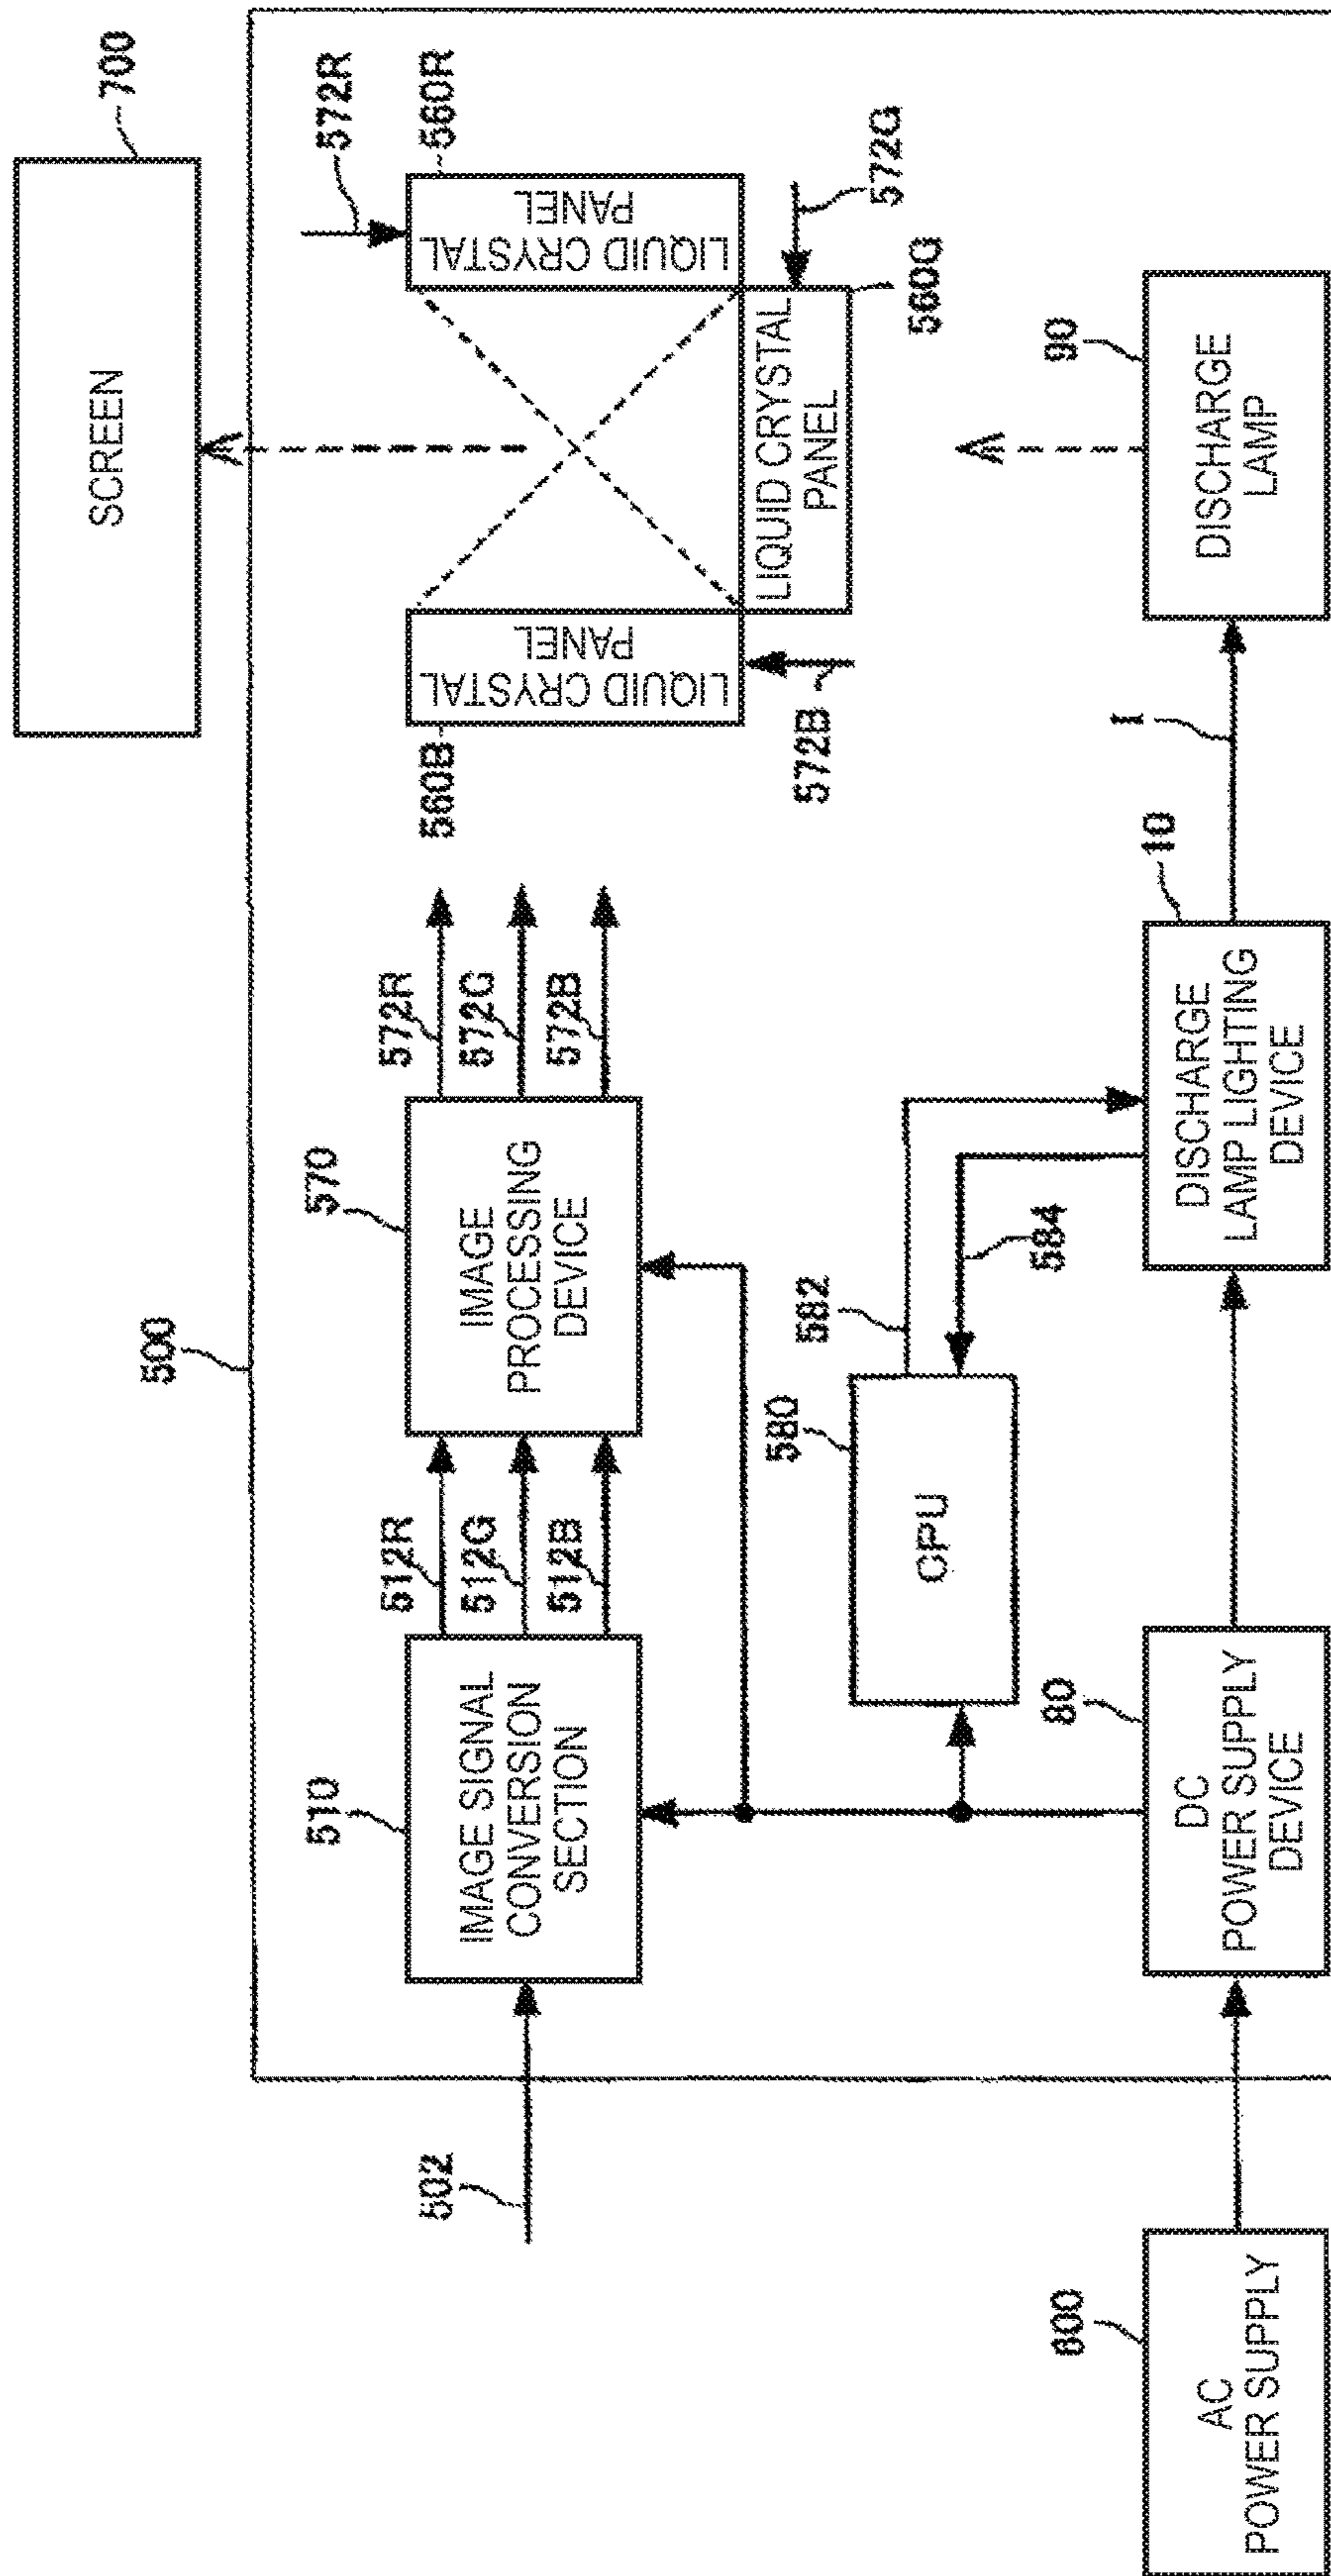 700
SCREEN
500
572R
560R
LIQUID CRYSTAL
PANEL
572G
560G
LIQUID CRYSTAL
PANEL
560B
LIQUID CRYSTAL
PANEL
572B
502
510
IMAGE SIGNAL
CONVERSION
SECTION
512R
512G
512B
570
IMAGE
PROCESSING
DEVICE
572R
572G
572B
580
CPU
582
584
800
AC
POWER SUPPLY
80
DC
POWER SUPPLY
DEVICE
10
DISCHARGE
LAMP LIGHTING
DEVICE
I
90
DISCHARGE
LAMP